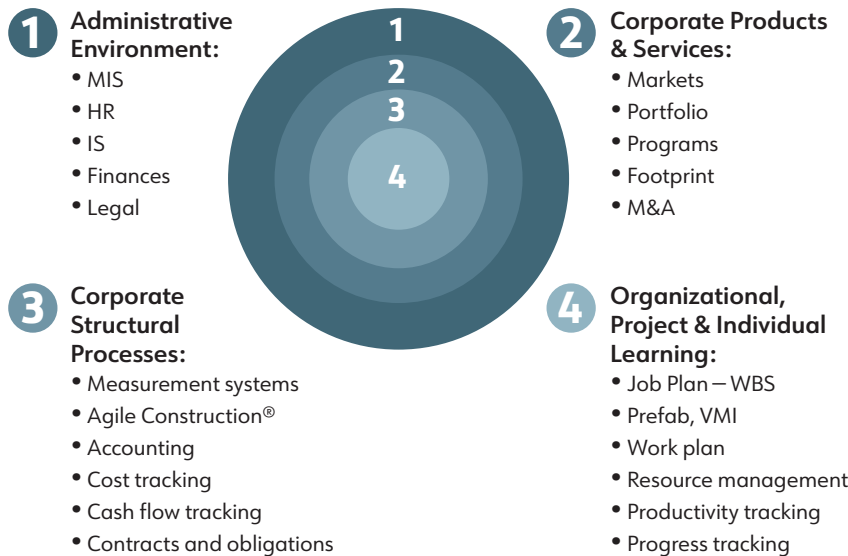 1
Administrative
Environment:
• MIS
• HR
• IS
• Finances
• Legal
1
2
3
4
2
Corporate Products
& Services:
• Markets
• Portfolio
• Programs
• Footprint
• M&A
3
Corporate
Structural
Processes:
• Measurement systems
• Agile Construction®
• Accounting
• Cost tracking
• Cash flow tracking
• Contracts and obligations
4
Organizational,
Project & Individual
Learning:
• Job Plan – WBS
• Prefab, VMI
• Work plan
• Resource management
• Productivity tracking
• Progress tracking